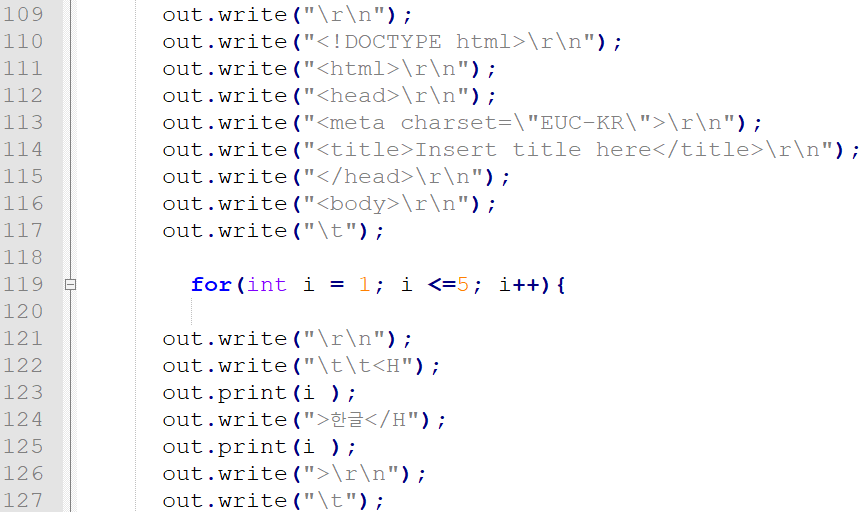 109 out.write("\r\n");
110 out.write("<!DOCTYPE html>\r\n");
111 out.write("<html>\r\n");
112 out.write("<head>\r\n");
113 out.write("<meta charset=\"EUC-KR\">\r\n");
114 out.write("<title>Insert title here</title>\r\n");
115 out.write("</head>\r\n");
116 out.write("<body>\r\n");
117 out.write("\t");
118
119 for(int i = 1; i <=5; i++){
120
121 out.write("\r\n");
122 out.write("\t\t<H");
123 out.print(i );
124 out.write(">한글</H");
125 out.print(i );
126 out.write(">\r\n");
127 out.write("\t");